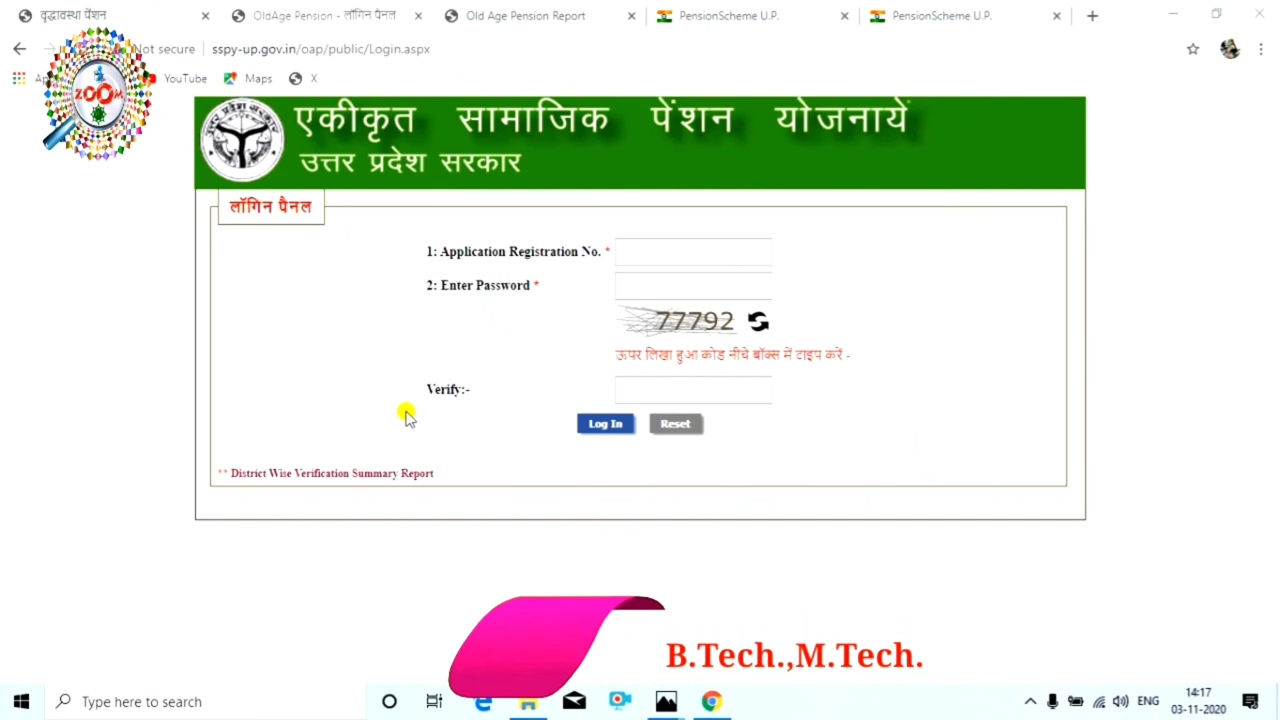 वृद्धावस्था पेंशन
OldAge Pension - लॉगिन पैनल
Old Age Pension Report
PensionScheme U.P.
PensionScheme U.P.
Not secure
sspy-up.gov.in/oap/public/Login.aspx
YouTube
Maps
X
ZOOM
एकीकृत सामाजिक पेंशन योजनायें
उत्तर प्रदेश सरकार
लॉगिन पैनल
1: Application Registration No. *
2: Enter Password *
77792
ऊपर लिखा हुआ कोड नीचे बॉक्स में टाइप करें -
Verify:-
Log In
Reset
** District Wise Verification Summary Report
B.Tech.,M.Tech.
Type here to search
ENG
14:17
03-11-2020